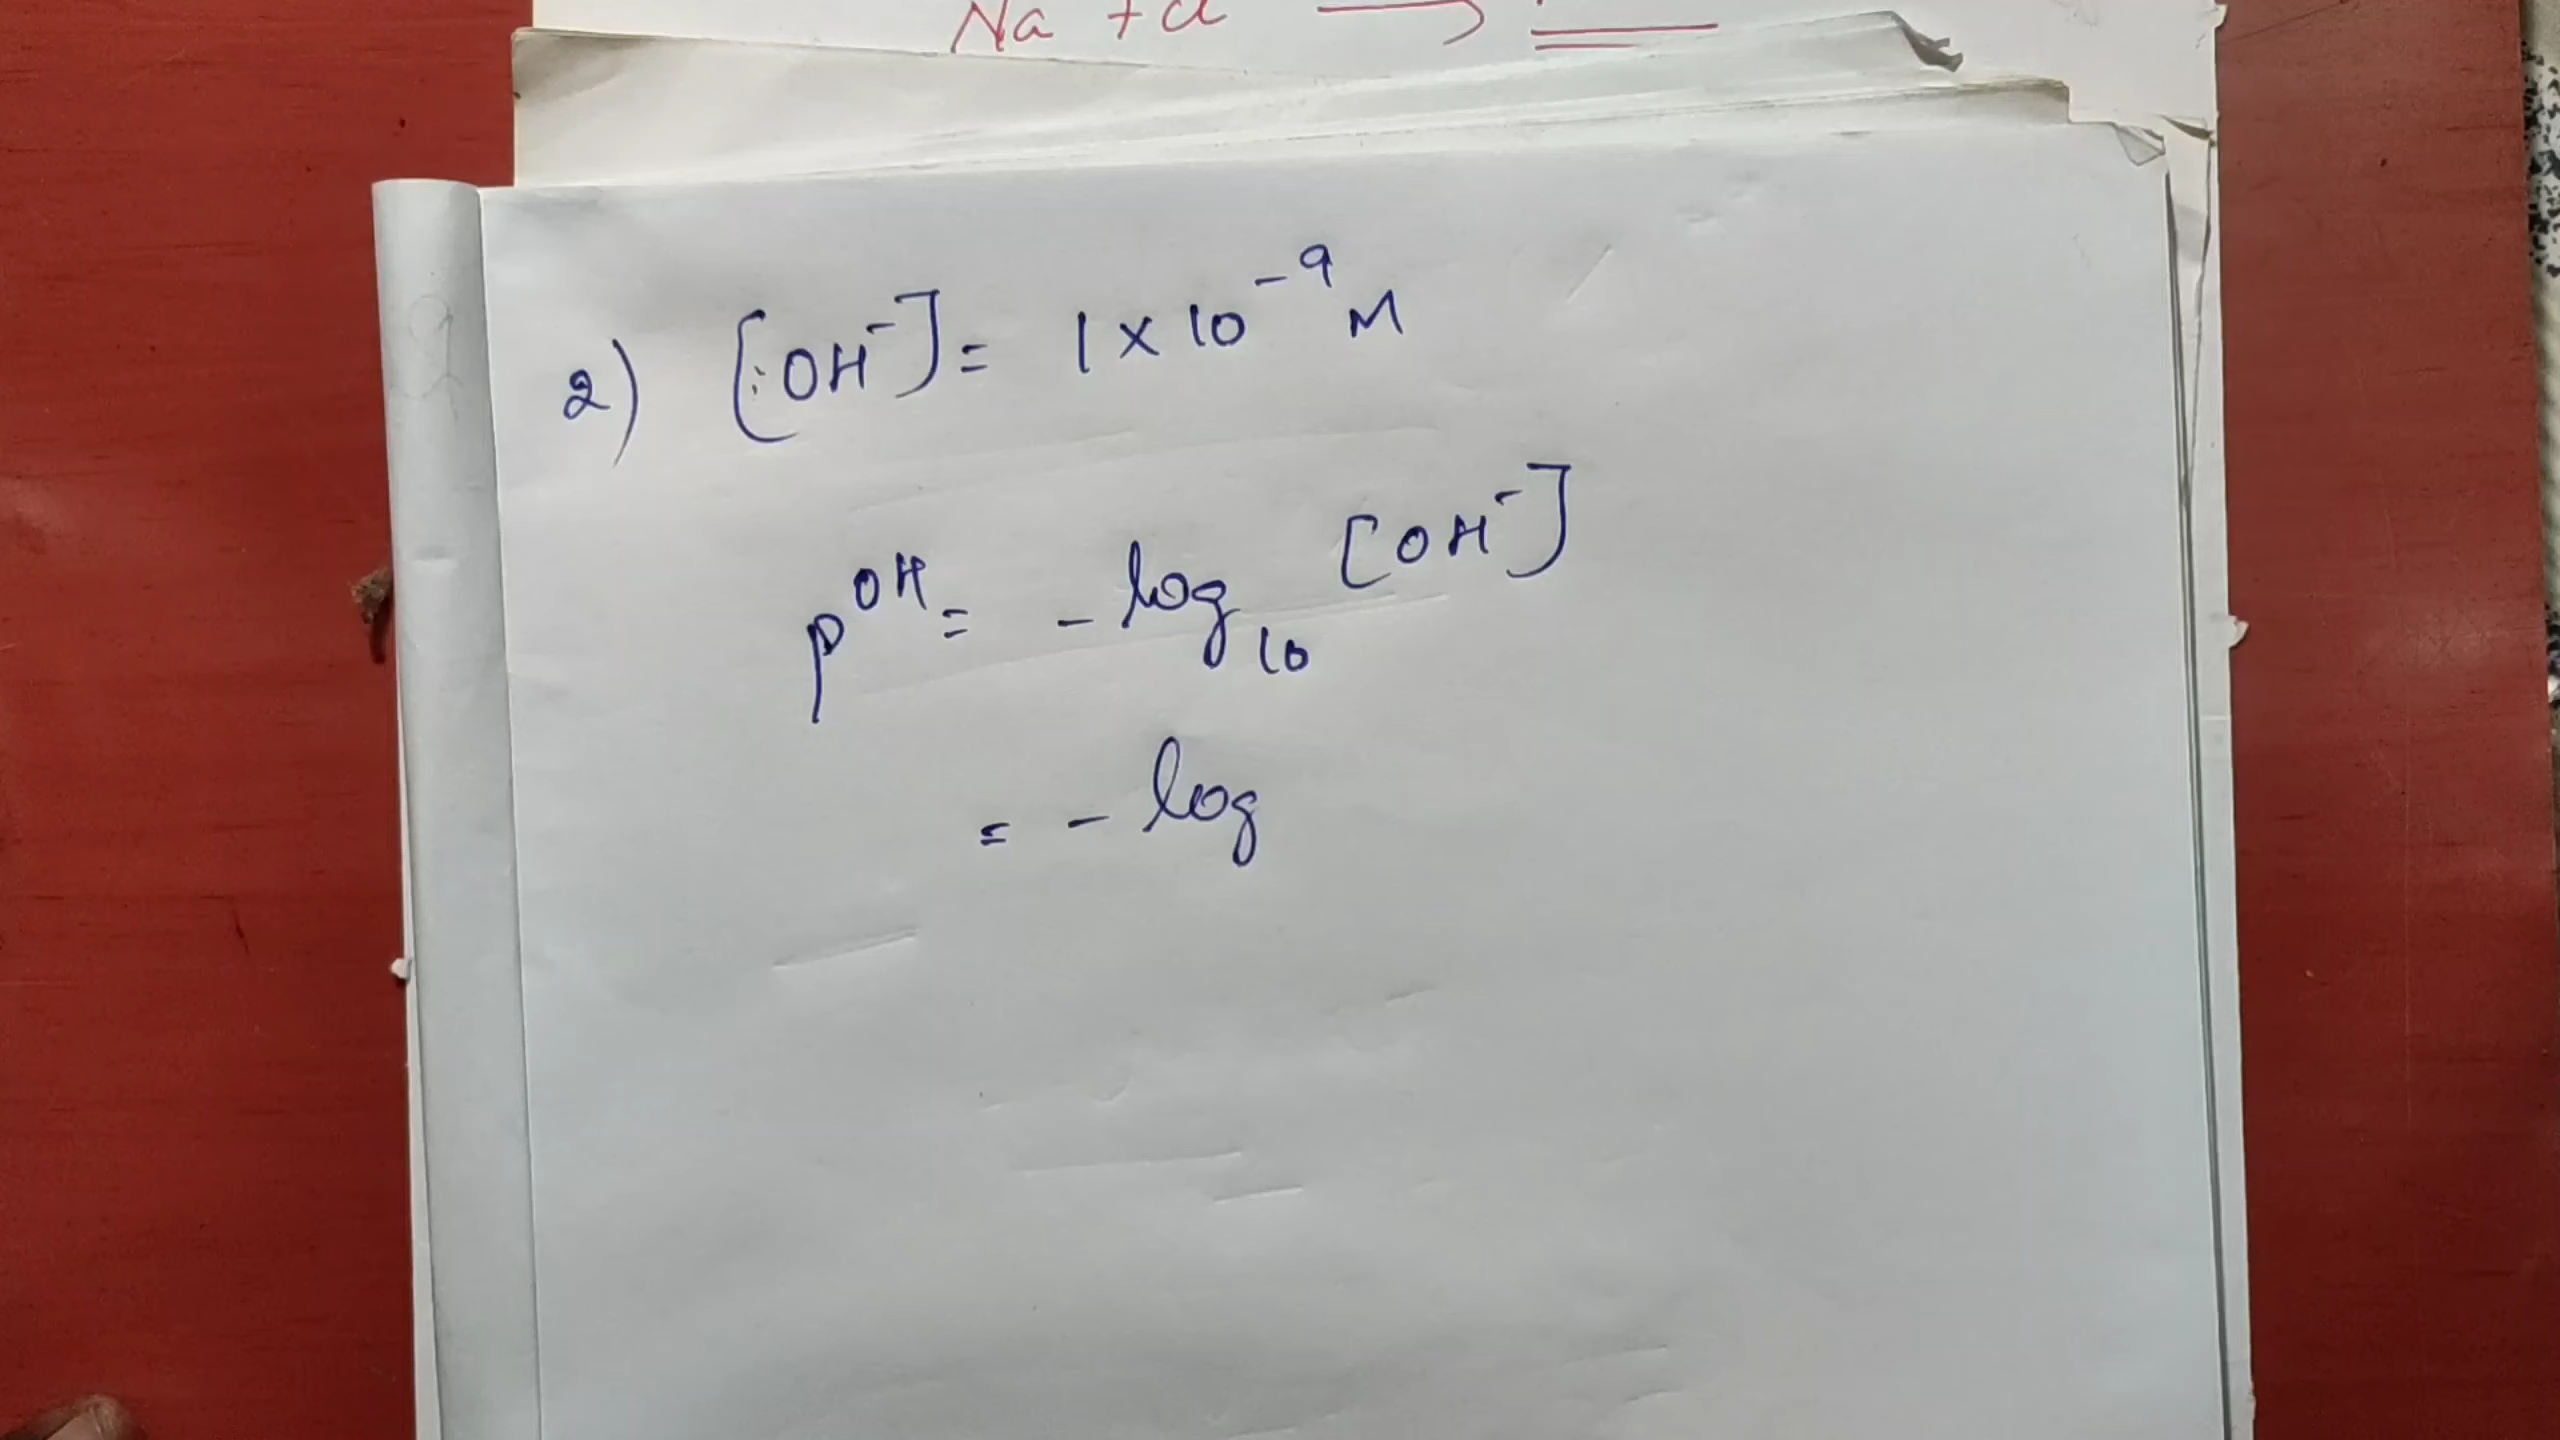 Na + Cl →
2) [OH⁻] = 1 × 10⁻⁹ M
pᴼᴴ = - log₁₀ [OH⁻]
= - log